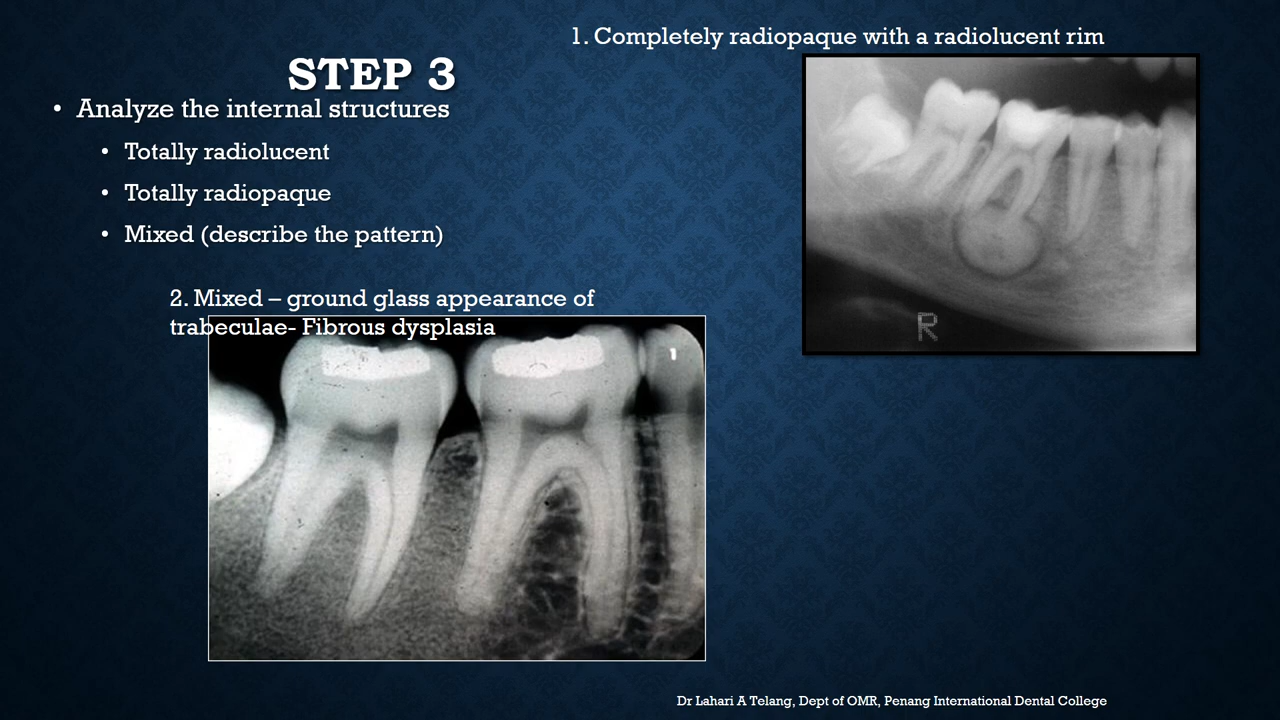 1. Completely radiopaque with a radiolucent rim
STEP 3
• Analyze the internal structures
• Totally radiolucent
• Totally radiopaque
• Mixed (describe the pattern)
2. Mixed – ground glass appearance of
trabeculae- Fibrous dysplasia
R
Dr Lahari A Telang, Dept of OMR, Penang International Dental College